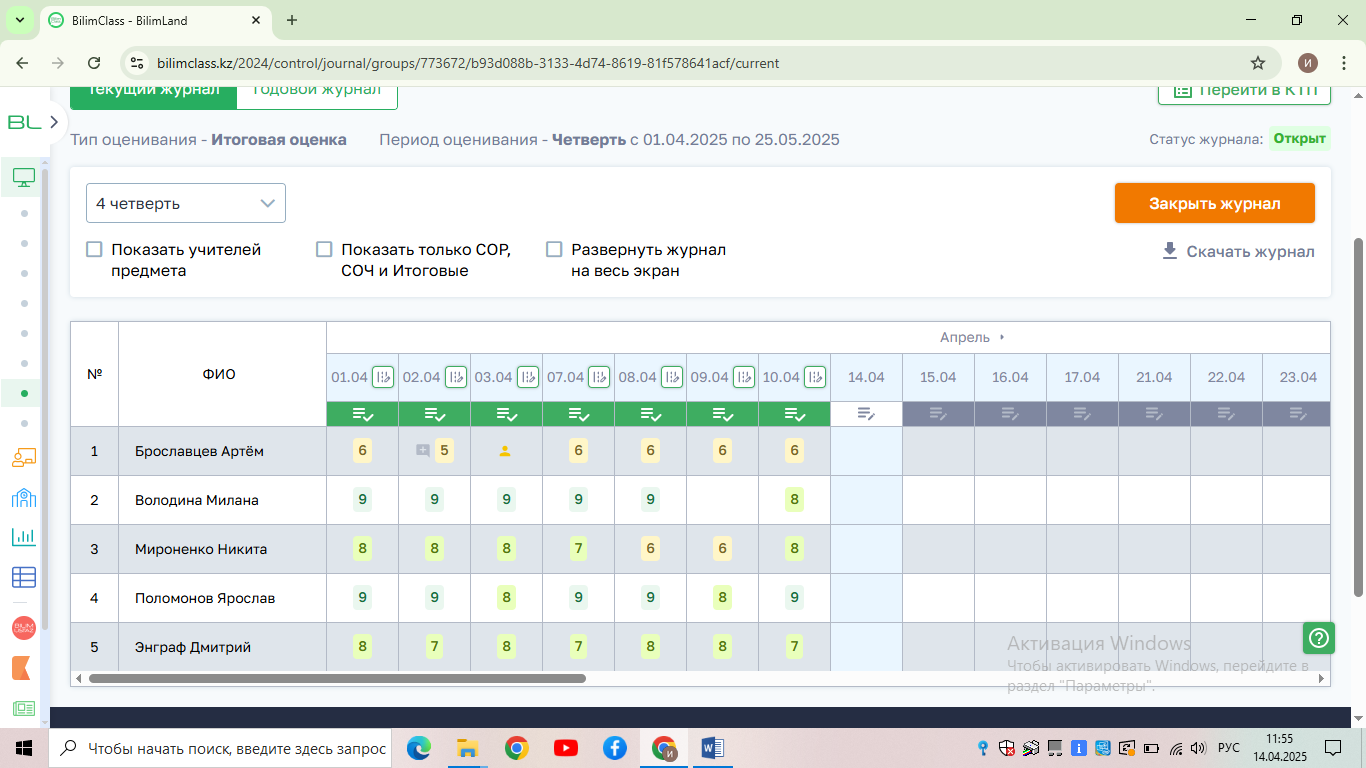 BilimClass - BilimLand
bilimclass.kz/2024/control/journal/groups/773672/b93d088b-3133-4d74-8619-81f578641acf/current
И
Текущий журнал Годовой журнал Перейти в КТП
BL
Тип оценивания - Итоговая оценка Период оценивания - Четверть с 01.04.2025 по 25.05.2025 Статус журнала: Открыт
4 четверть Закрыть журнал
Показать учителей предмета
Показать только СОР, СОЧ и Итоговые
Развернуть журнал на весь экран
Скачать журнал
№ ФИО Апрель
01.04 02.04 03.04 07.04 08.04 09.04 10.04 14.04 15.04 16.04 17.04 21.04 22.04 23.04
1 Брославцев Артём 6 5 6 6 6 6
2 Володина Милана 9 9 9 9 9 8
3 Мироненко Никита 8 8 8 7 6 6 8
4 Поломонов Ярослав 9 9 8 9 9 8 9
5 Энграф Дмитрий 8 7 8 7 8 8 7
Активация Windows
Чтобы активировать Windows, перейдите в
раздел "Параметры".
Чтобы начать поиск, введите здесь запрос
РУС
11:55
14.04.2025